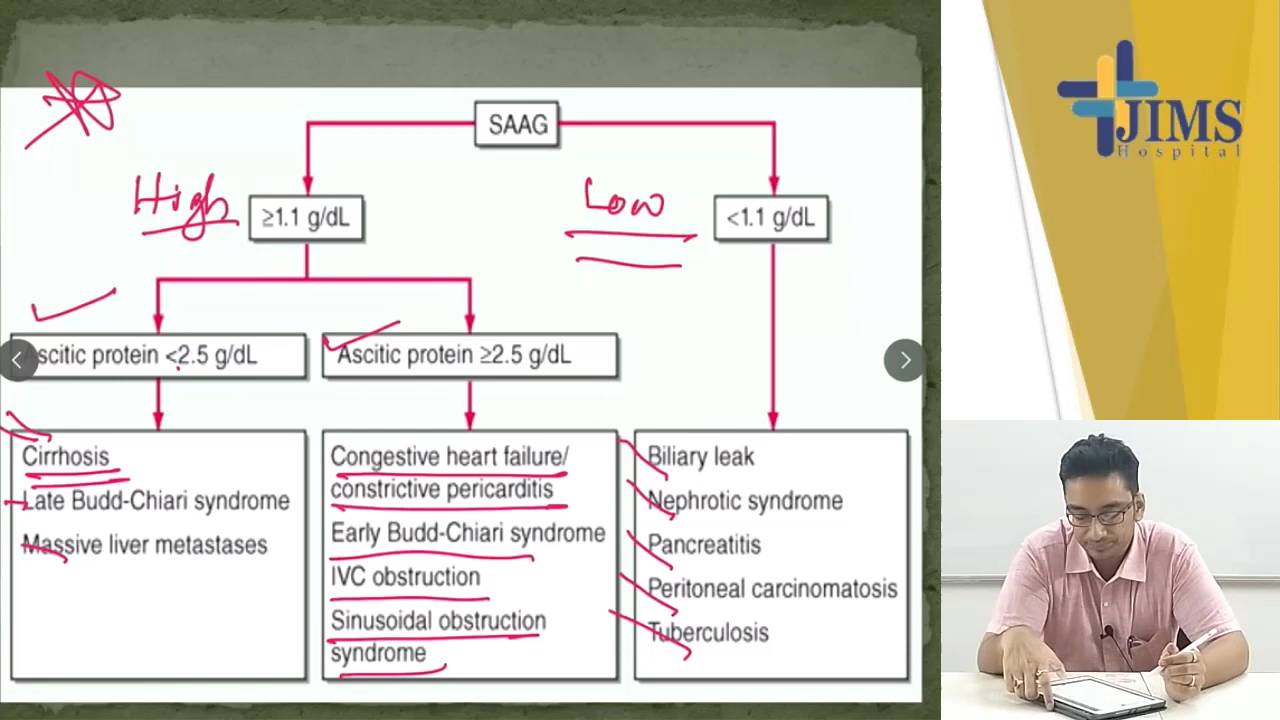 SAAG
High
≥1.1 g/dL
Low
<1.1 g/dL
Ascitic protein <2.5 g/dL
Ascitic protein ≥2.5 g/dL
Cirrhosis
Late Budd-Chiari syndrome
Massive liver metastases
Congestive heart failure/
constrictive pericarditis
Early Budd-Chiari syndrome
IVC obstruction
Sinusoidal obstruction
syndrome
Biliary leak
Nephrotic syndrome
Pancreatitis
Peritoneal carcinomatosis
Tuberculosis
JIMS
Hospital